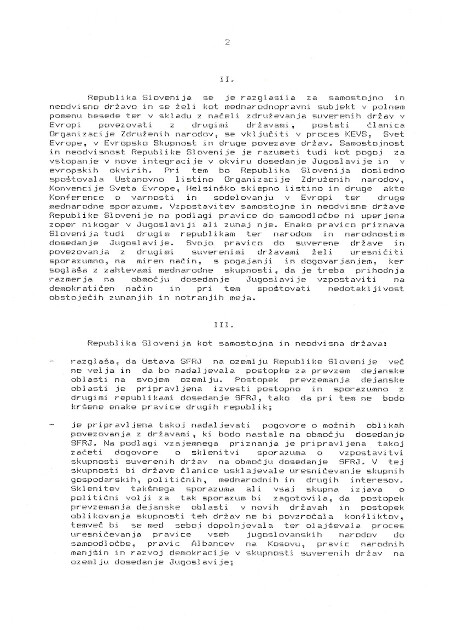 2
II.
Republika Slovenija se je razglasila za samostojno in
neodvisno državo in se želi kot mednarodnopravni subjekt v polnem
pomenu besede ter v skladu z načeli združevanja suverenih držav v
Evropi povezovati z drugimi državami, postati članica
Organizacije Združenih narodov, se vključiti v proces KEVS, Svet
Evrope, v Evropsko Skupnost in druge povezave držav. Samostojnost
in neodvisnost Republike Slovenije je razumeti tudi kot pogoj za
vstopanje v nove integracije v okviru dosedanje Jugoslavije in v
evropskih okvirih. Pri tem bo Republika Slovenija dosledno
spoštovala Ustanovno listino Organizacije Združenih narodov,
Konvencije Sveta Evrope, Helsinško sklepno listino in druge akte
Konference o varnosti in sodelovanju v Evropi ter druge
mednarodne sporazume. Vzpostavitev samostojne in neodvisne države
Republike Slovenije na podlagi pravice do samoodločbe ni uperjena
zoper nikogar v Jugoslaviji ali zunaj nje. Enako pravico priznava
Slovenija tudi drugim republikam ter narodom in narodnostim
dosedanje Jugoslavije. Svojo pravico do suverene države in
povezovanja z drugimi suverenimi državami želi uresničiti
sporazumno, na miren način, s pogajanji in dogovarjanjem, ker
soglaša z zahtevami mednarodne skupnosti, da je treba prihodnja
razmerja na območju dosedanje Jugoslavije vzpostaviti na
demokratičen način in pri tem spoštovati nedotakljivost
obstoječih zunanjih in notranjih meja.
III.
Republika Slovenija kot samostojna in neodvisna država:
- razglaša, da Ustava SFRJ na ozemlju Republike Slovenije več
ne velja in da bo nadaljevala postopke za prevzem dejanske
oblasti na svojem ozemlju. Postopek prevzemanja dejanske
oblasti je pripravljena izvesti postopno in sporazumno z
drugimi republikami dosedanje SFRJ, tako da pri tem ne bodo
kršene enake pravice drugih republik;
- je pripravljena takoj nadaljevati pogovore o možnih oblikah
povezovanja z državami, ki bodo nastale na območju dosedanje
SFRJ. Na podlagi vzajemnega priznanja je pripravljena takoj
začeti dogovore o sklenitvi sporazuma o vzpostavitvi
skupnosti suverenih držav na območju dosedanje SFRJ. V tej
skupnosti bi države članice usklajevale uresničevanje skupnih
gospodarskih, političnih, mednarodnih in drugih interesov.
Sklenitev takšnega sporazuma ali vsaj skupna izjava o
politični volji za tak sporazum bi zagotovila, da postopek
prevzemanja dejanske oblasti v novih državah in postopek
oblikovanja skupnosti teh držav ne bi povzročala konfliktov,
temveč bi se med seboj dopolnjevala ter olajševala proces
uresničevanja pravice vseh jugoslovanskih narodov do
samoodločbe, pravic Albancev na Kosovu, pravic narodnih
manjšin in razvoj demokracije v skupnosti suverenih držav na
ozemlju dosedanje Jugoslavije;